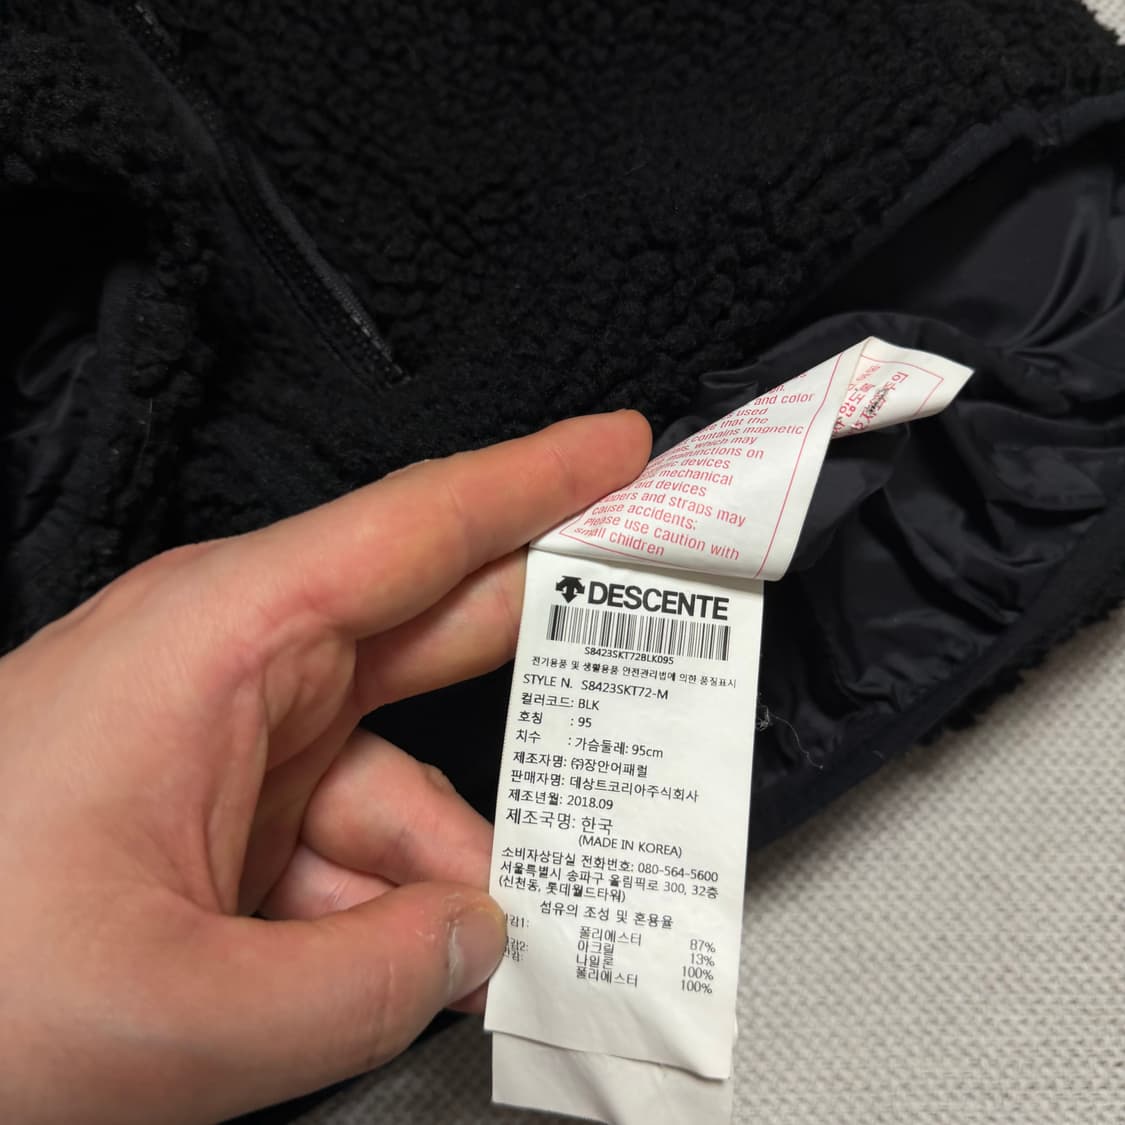 and color
used
that the
contains magnetic
which may
malfunctions on
devices
mechanical
aid devices
and straps may
cause accidents;
Please use caution with
small children
DESCENTE
S8423SKT72BLK095
전기용품 및 생활용품 안전관리법에 의한 품질표시
STYLE N. S8423SKT72-M
컬러코드: BLK
호칭 : 95
치수 : 가슴둘레: 95cm
제조자명: ㈜장안어패럴
판매자명: 데상트코리아주식회사
제조년월: 2018.09
제조국명: 한국
(MADE IN KOREA)
소비자상담실 전화번호: 080-564-5600
서울특별시 송파구 올림픽로 300, 32층
(신천동, 롯데월드타워)
섬유의 조성 및 혼용율
폴리에스터 87%
아크릴 13%
나일론 100%
폴리에스터 100%